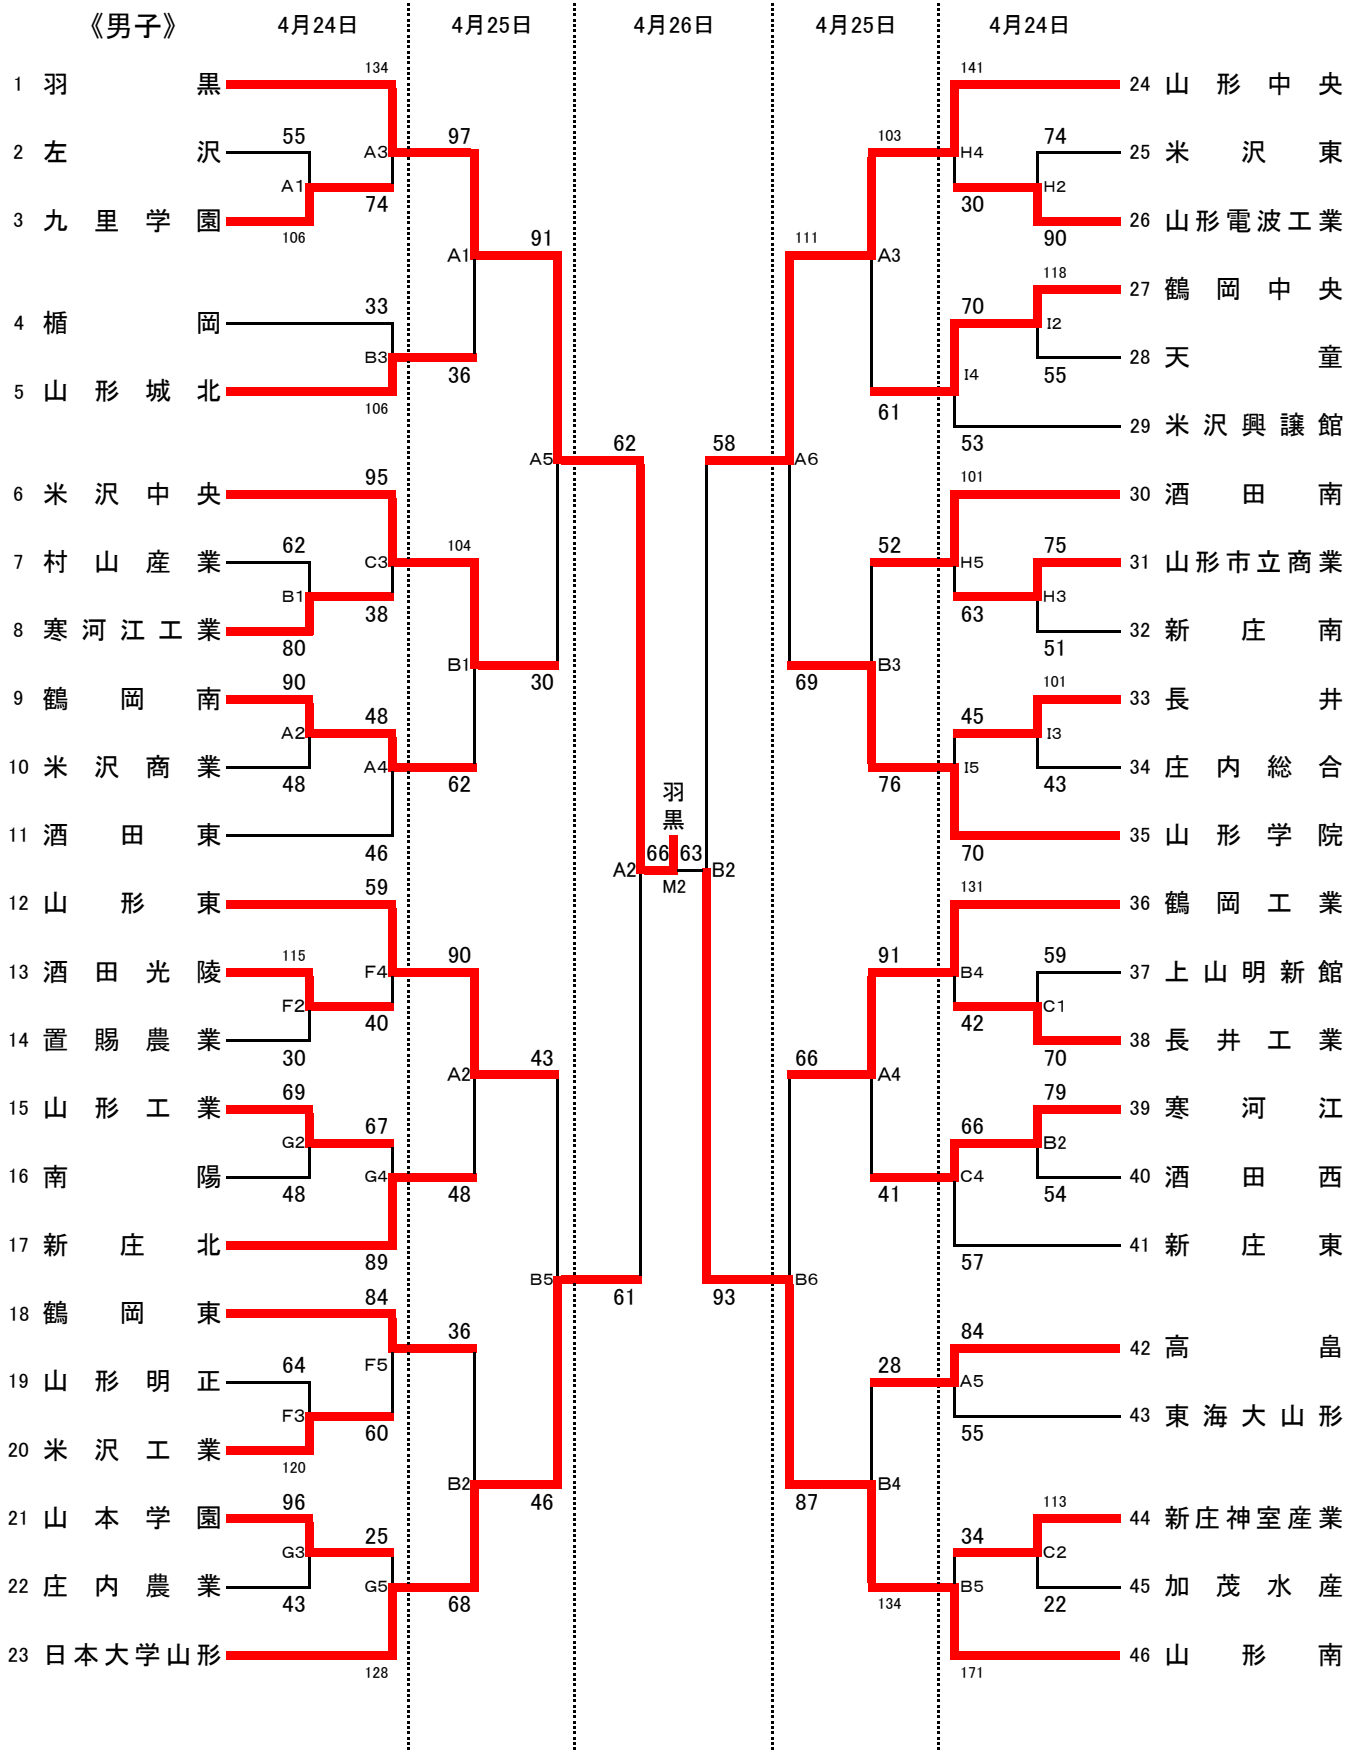 《男子》 4月24日 4月25日 4月26日 4月25日 4月24日
134 141
1 羽黒 24 山形中央
55 97 103 74
2 左沢 A3 H4 25 米沢東
A1 H2
74 30
3 九里学園 26 山形電波工業
106 91 111 90
A1 A3
118
27 鶴岡中央
33 70
4 楯岡 I2
B3 28 天童
36 I4 55
5 山形城北
106 61
29 米沢興譲館
62 58 53
A5 A6
95 101
6 米沢中央 30 酒田南
62 104 52 75
7 村山産業 C3 H5 31 山形市立商業
B1 H3
38 63
8 寒河江工業 32 新庄南
80 51
B1 B3
90 30 69 101
9 鶴岡南 33 長井
48 45
A2 I3
10 米沢商業 A4 I5 34 庄内総合
48 62 76 43
羽
黒
11 酒田東 35 山形学院
46 66 63 70
A2 B2
59 M2 131
12 山形東 36 鶴岡工業
115 90 91 59
13 酒田光陵 F4 B4 37 上山明新館
F2 C1
40 42
14 置賜農業 38 長井工業
30 43 66 70
A2 A4
69 79
15 山形工業 39 寒河江
67 66
G2 B2
16 南陽 G4 C4 40 酒田西
48 48 41 54
17 新庄北 41 新庄東
89 57
B5 B6
84 61 93
18 鶴岡東
36 84
42 高畠
64 F5 28
19 山形明正 A5
F3 43 東海大山形
60 55
20 米沢工業
120
B2 B4
96 46 87 113
21 山本学園 44 新庄神室産業
25 34
G3 C2
22 庄内農業 G5 B5 45 加茂水産
43 68 134 22
23 日本大学山形 46 山形南
128 171